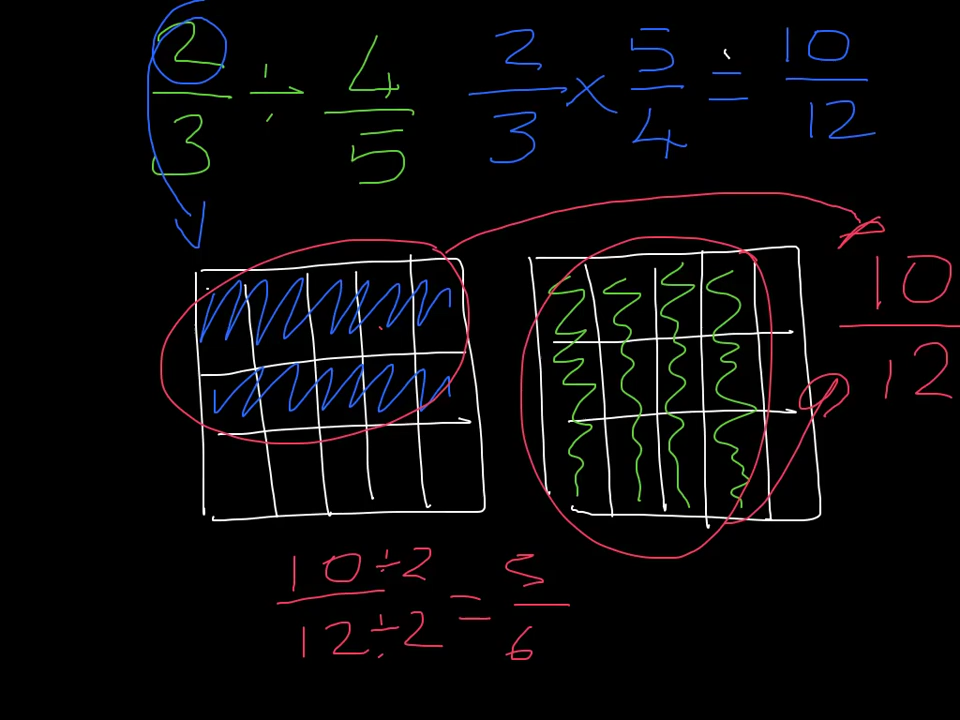 2/3 ÷ 4/5 2/3 × 5/4 = 10/12
10/12
10÷2/12÷2 = 5/6